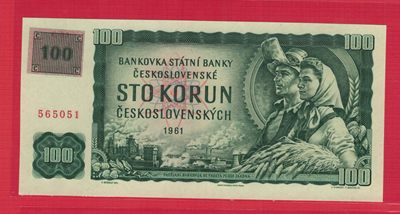 100
100
BANKOVKA STÁTNÍ BANKY
ČESKOSLOVENSKÉ
STO KORUN
565051
ČESKOSLOVENSKÝCH
1961
100
100